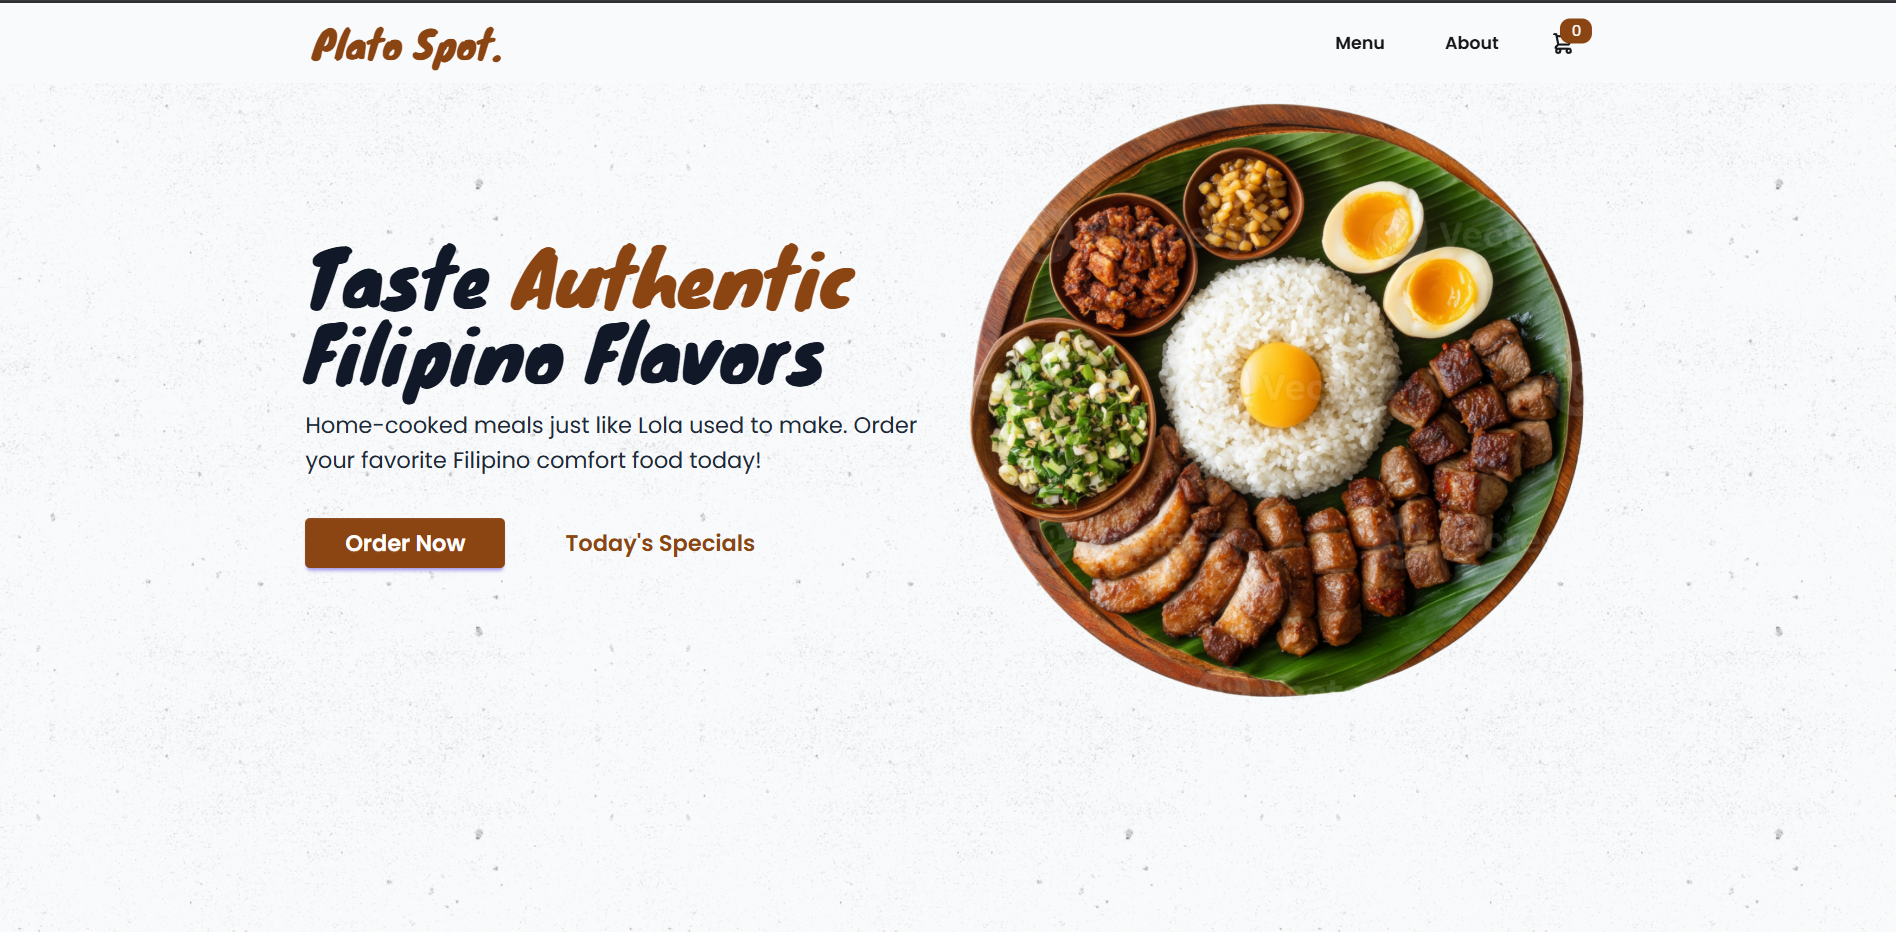 Plato Spot.
Menu
About
0
Taste Authentic
Filipino Flavors
Home-cooked meals just like Lola used to make. Order
your favorite Filipino comfort food today!
Order Now
Today's Specials